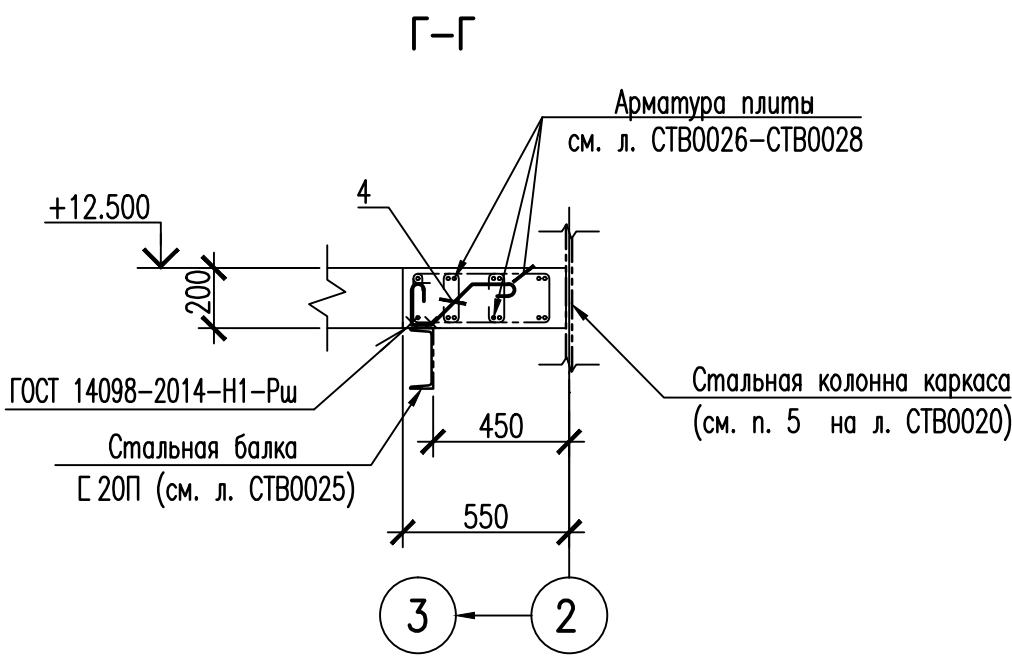 Г-Г
Арматура плиты
см. л. СТВ0026-СТВ0028
4
+12.500
200
ГОСТ 14098-2014-Н1-Рш
Стальная колонна каркаса
(см. п. 5 на л. СТВ0020)
450
Стальная балка
[ 20П (см. л. СТВ0025)
550
3
2